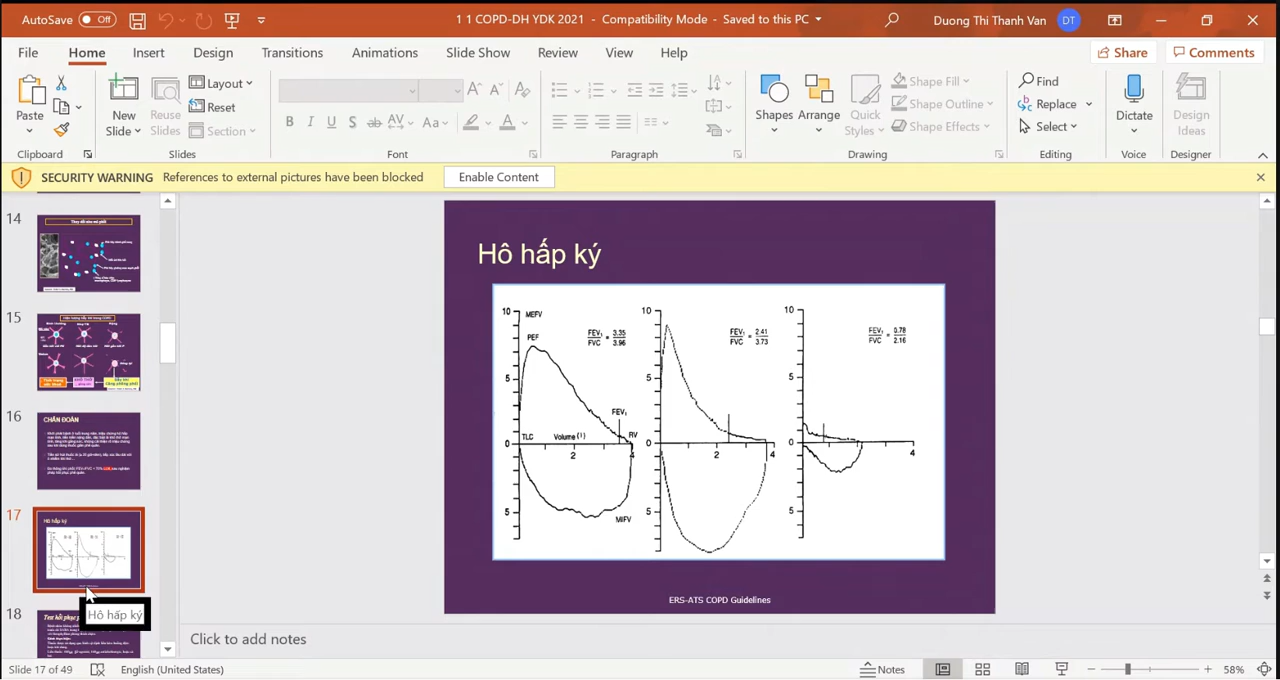 AutoSave Off 1 1 COPD-DH YDK 2021 - Compatibility Mode - Saved to this PC Duong Thi Thanh Van DT
File Home Insert Design Transitions Animations Slide Show Review View Help Share Comments
Paste
New Slide
Layout
Reset
Section
Reuse Slides
Shapes
Arrange
Quick Styles
Shape Fill
Shape Outline
Shape Effects
Find
Replace
Select
Dictate
Design Ideas
Clipboard Slides Font Paragraph Drawing Editing Voice Designer
SECURITY WARNING References to external pictures have been blocked Enable Content
14
15
16
CHẨN ĐOÁN
17
Hô hấp ký
18
Hô hấp ký
Hô hấp ký
10 MEFV
PEF
FEV₁ 3.35
FVC = 3.96
5
FEV₁
TLC Volume (l) RV
0 2 4
5
MIFV
10
FEV₁ 2.41
FVC = 3.73
5
0 2 4
5
10
FEV₁ 0.78
FVC = 2.16
5
0 4
5
ERS-ATS COPD Guidelines
Click to add notes
Slide 17 of 49 English (United States) Notes 58%